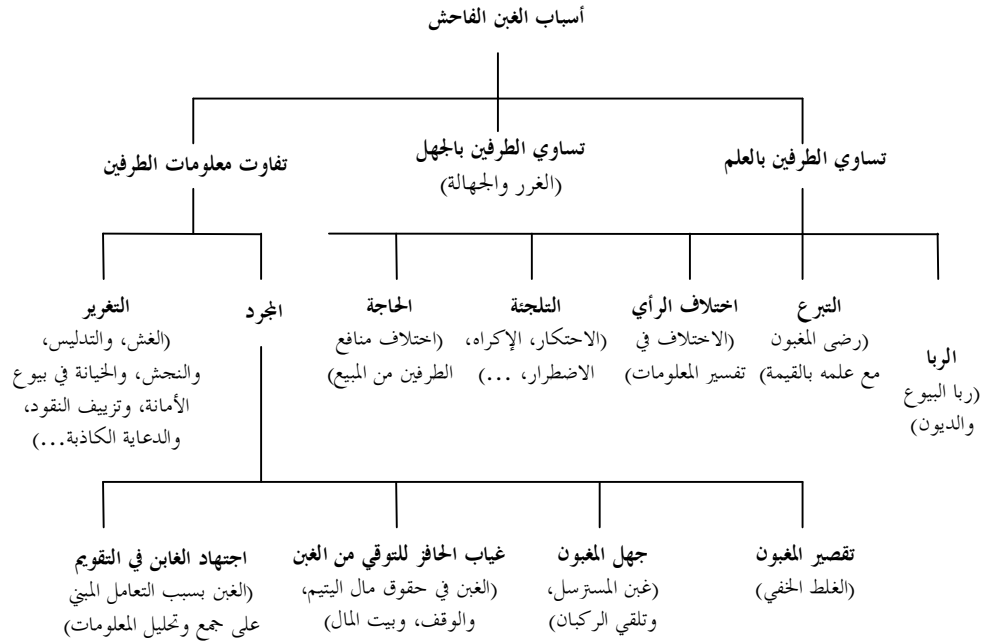 أسباب الغبن الفاحش
تساوي الطرفين بالعلم
تساوي الطرفين بالجهل
(الغرر والجهالة)
تفاوت معلومات الطرفين
الربا
(ربا البيوع
والديون)
التبرع
(رضى المغبون
مع علمه بالقيمة)
اختلاف الرأي
(الاختلاف في
تفسير المعلومات)
التلجئة
(الاحتكار، الإكراه،
الاضطرار، ...)
الحاجة
(اختلاف منافع
الطرفين من المبيع)
المجرد
التغرير
(الغش، والتدليس،
والنجش، والخيانة في بيوع
الأمانة، وتزييف النقود،
والدعاية الكاذبة...)
تقصير المغبون
(الغلط الخفي)
جهل المغبون
(غبن المسترسل،
وتلقي الركبان)
غياب الحافز للتوقي من الغبن
(الغبن في حقوق مال اليتيم،
والوقف، وبيت المال)
اجتهاد الغابن في التقويم
(الغبن بسبب التعامل المبني
على جمع وتحليل المعلومات)